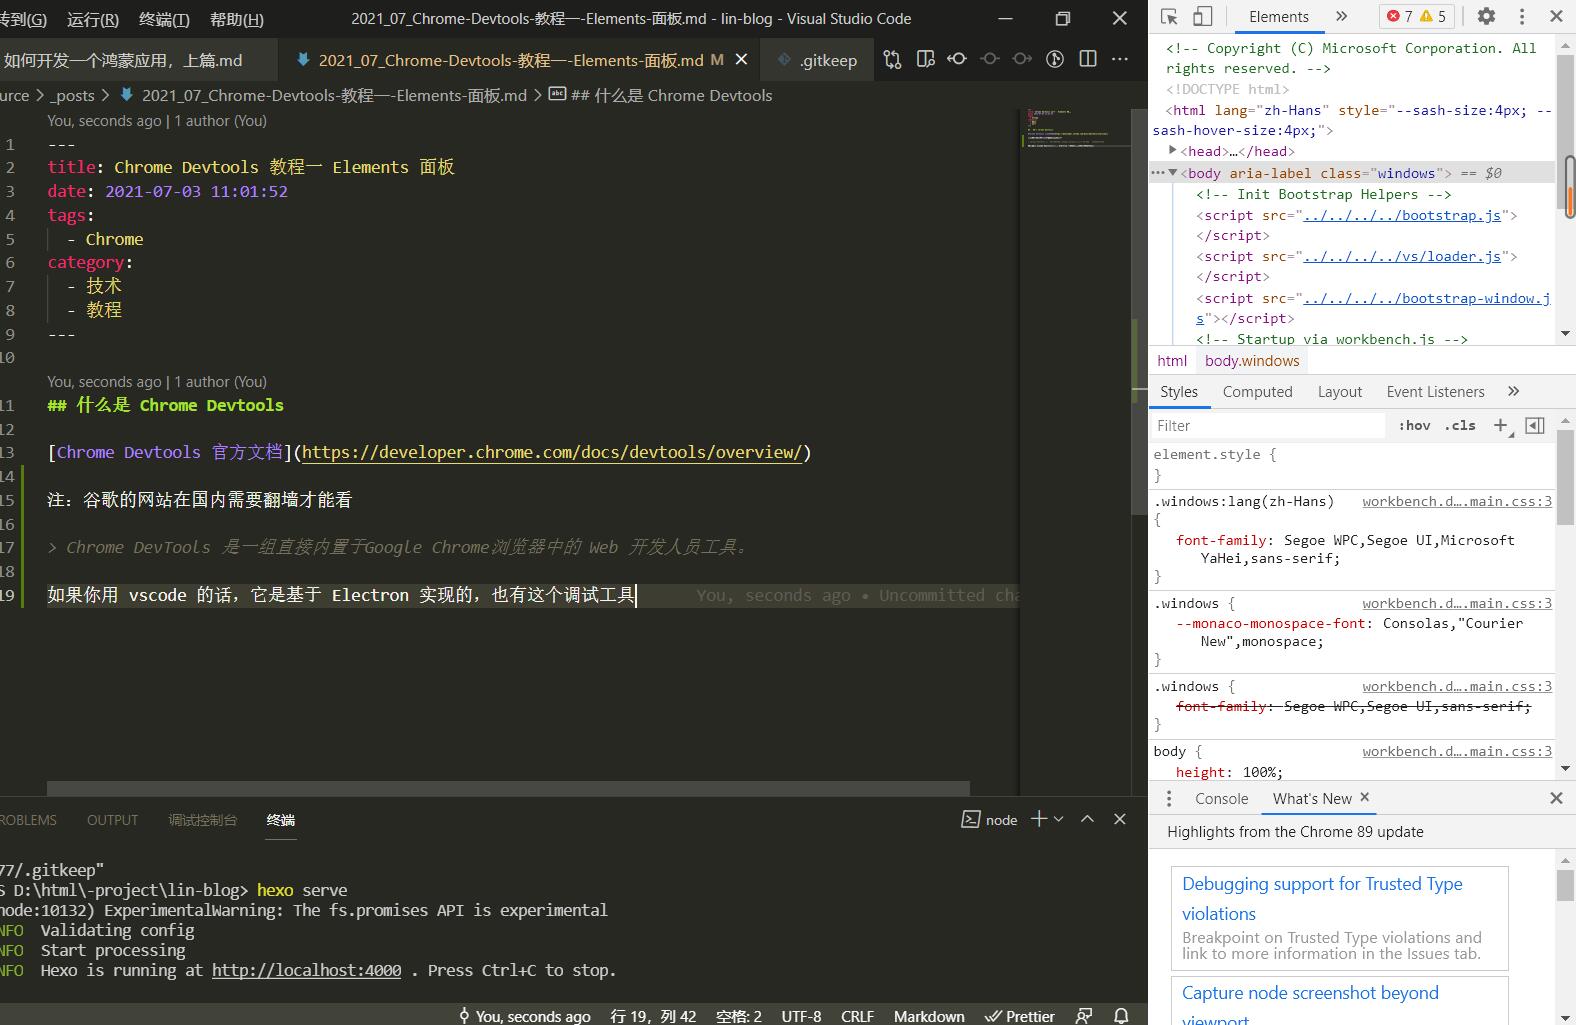 转到(G) 运行(R) 终端(T) 帮助(H) 2021_07_Chrome-Devtools-教程一-Elements-面板.md - lin-blog - Visual Studio Code
如何开发一个鸿蒙应用，上篇.md 2021_07_Chrome-Devtools-教程一-Elements-面板.md M .gitkeep
urce > _posts > 2021_07_Chrome-Devtools-教程一-Elements-面板.md > ## 什么是 Chrome Devtools
You, seconds ago | 1 author (You)
1 ---
2 title: Chrome Devtools 教程一 Elements 面板
3 date: 2021-07-03 11:01:52
4 tags:
5 - Chrome
6 category:
7 - 技术
8 - 教程
9 ---
10
You, seconds ago | 1 author (You)
11 ## 什么是 Chrome Devtools
12
13 [Chrome Devtools 官方文档](https://developer.chrome.com/docs/devtools/overview/)
14
15 注：谷歌的网站在国内需要翻墙才能看
16
17 > Chrome DevTools 是一组直接内置于Google Chrome浏览器中的 Web 开发人员工具。
18
19 如果你用 vscode 的话，它是基于 Electron 实现的，也有这个调试工具 You, seconds ago • Uncommitted cha
ROBLEMS OUTPUT 调试控制台 终端 node
77/.gitkeep"
S D:\html\-project\lin-blog> hexo serve
node:10132) ExperimentalWarning: The fs.promises API is experimental
NFO Validating config
NFO Start processing
NFO Hexo is running at http://localhost:4000 . Press Ctrl+C to stop.
You, seconds ago 行 19，列 42 空格: 2 UTF-8 CRLF Markdown Prettier
Elements » 7 5
<!-- Copyright (C) Microsoft Corporation. All
rights reserved. -->
<!DOCTYPE html>
<html lang="zh-Hans" style="--sash-size:4px; --
sash-hover-size:4px;">
<head>…</head>
<body aria-label class="windows"> == $0
<!-- Init Bootstrap Helpers -->
<script src="../../../../bootstrap.js">
</script>
<script src="../../../../vs/loader.js">
</script>
<script src="../../../../bootstrap-window.j
s"></script>
<!-- Startup via workbench.js -->
html body.windows
Styles Computed Layout Event Listeners »
Filter :hov .cls +
element.style {
}
.windows:lang(zh-Hans) workbench.d….main.css:3
{
font-family: Segoe WPC,Segoe UI,Microsoft
YaHei,sans-serif;
}
.windows { workbench.d….main.css:3
--monaco-monospace-font: Consolas,"Courier
New",monospace;
}
.windows { workbench.d….main.css:3
font-family: Segoe WPC,Segoe UI,sans-serif;
}
body { workbench.d….main.css:3
height: 100%;
Console What's New
Highlights from the Chrome 89 update
Debugging support for Trusted Type
violations
Breakpoint on Trusted Type violations and
link to more information in the Issues tab.
Capture node screenshot beyond
viewport